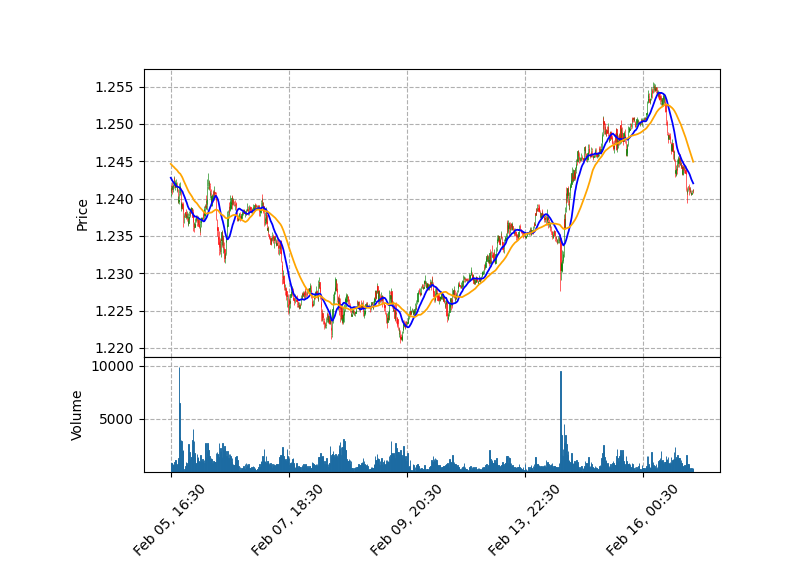 1.255
1.250
1.245
1.240
1.235
1.230
1.225
1.220
Price
10000
5000
Volume
Feb 05, 16:30
Feb 07, 18:30
Feb 09, 20:30
Feb 13, 22:30
Feb 16, 00:30